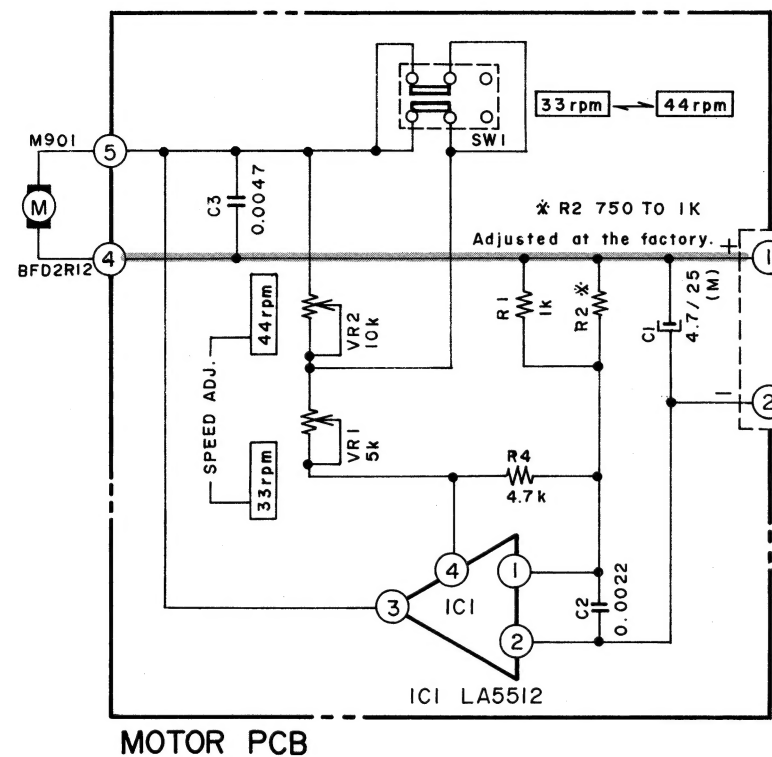 33rpm
44rpm
SW1
M901
5
M
C3
0.0047
※ R2 750 TO 1K
Adjusted at the factory.
+
1
4
BFD2R12
44rpm
VR2
10k
R1
1k
R2 ※
C1
4.7/25
(M)
−
2
SPEED ADJ.
VR1
5k
33rpm
R4
4.7k
4
1
3
IC1
2
C2
0.0022
IC1 LA5512
MOTOR PCB